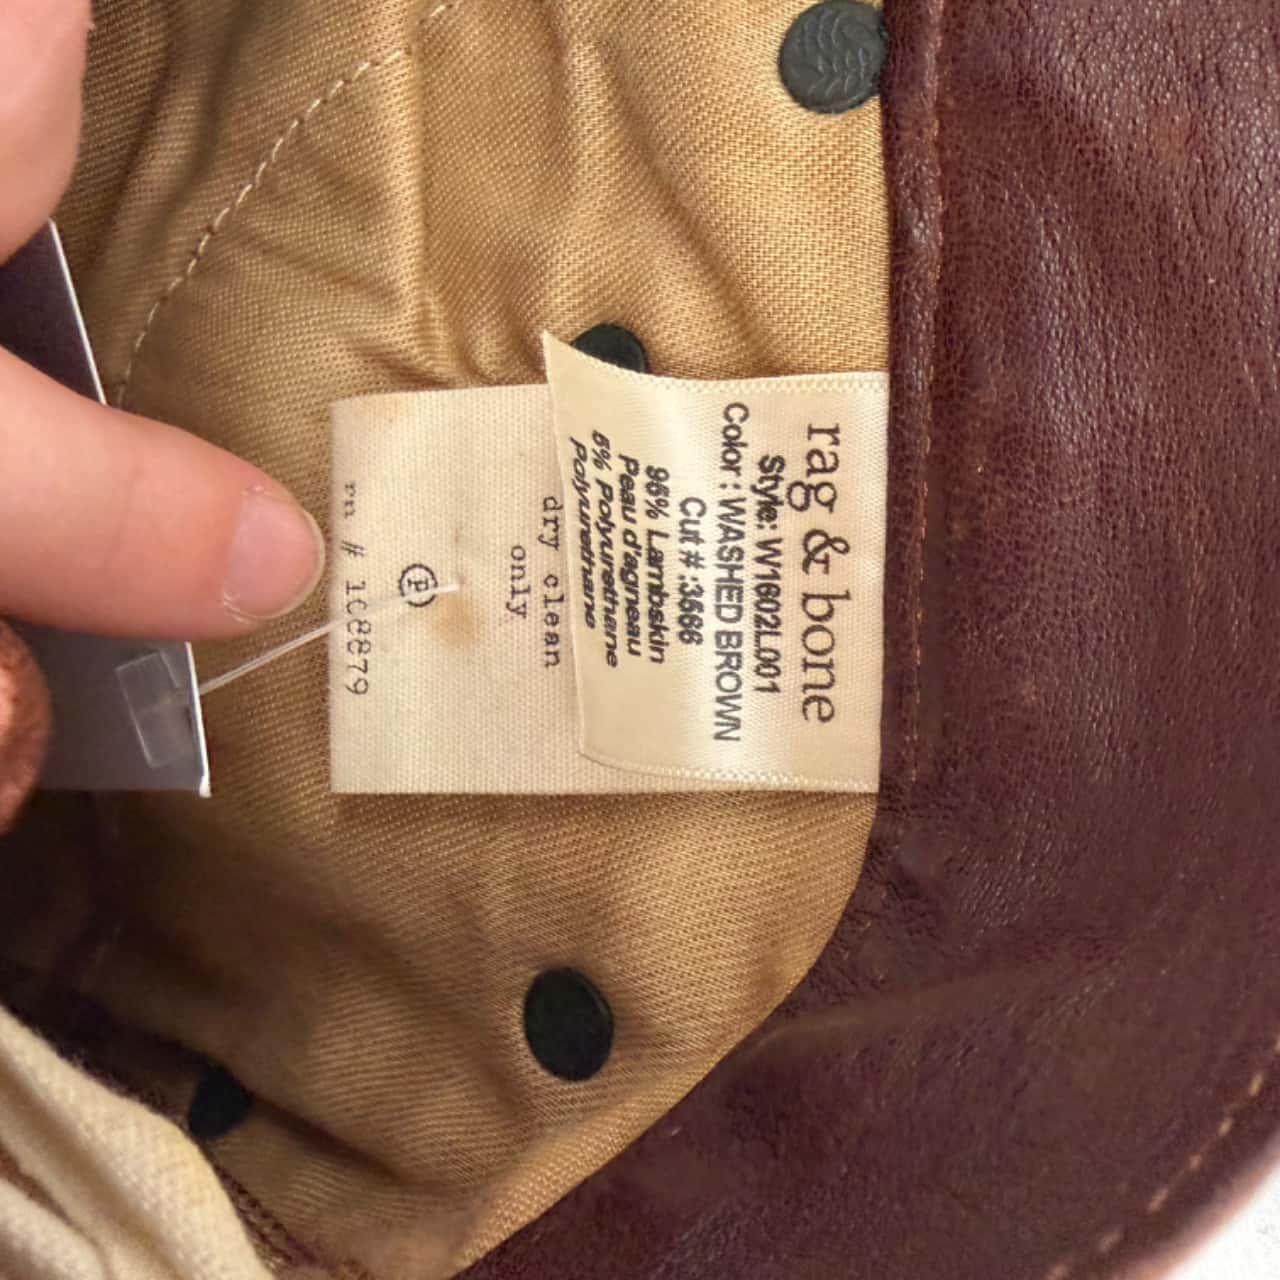 rag & bone
Style: W1602L001
Color : WASHED BROWN
Cut # :3566
95% Lambskin
Peau d'agneau
5% Polyurethane
Polyurethane
dry clean
only
P
rn # 108879